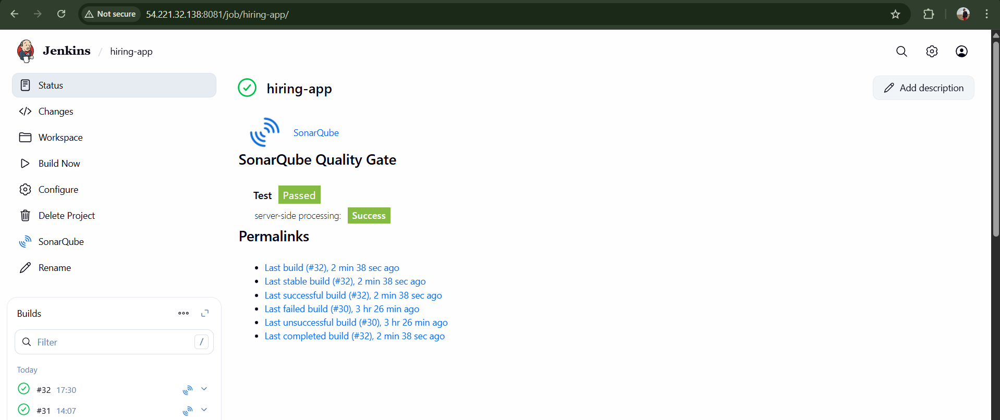 Not secure 54.221.32.138:8081/job/hiring-app/
Jenkins / hiring-app
Status
Changes
Workspace
Build Now
Configure
Delete Project
SonarQube
Rename
Builds
Filter /
Today
#32 17:30
#31 14:07
hiring-app
Add description
SonarQube
SonarQube Quality Gate
Test Passed
server-side processing: Success
Permalinks
Last build (#32), 2 min 38 sec ago
Last stable build (#32), 2 min 38 sec ago
Last successful build (#32), 2 min 38 sec ago
Last failed build (#30), 3 hr 26 min ago
Last unsuccessful build (#30), 3 hr 26 min ago
Last completed build (#32), 2 min 38 sec ago